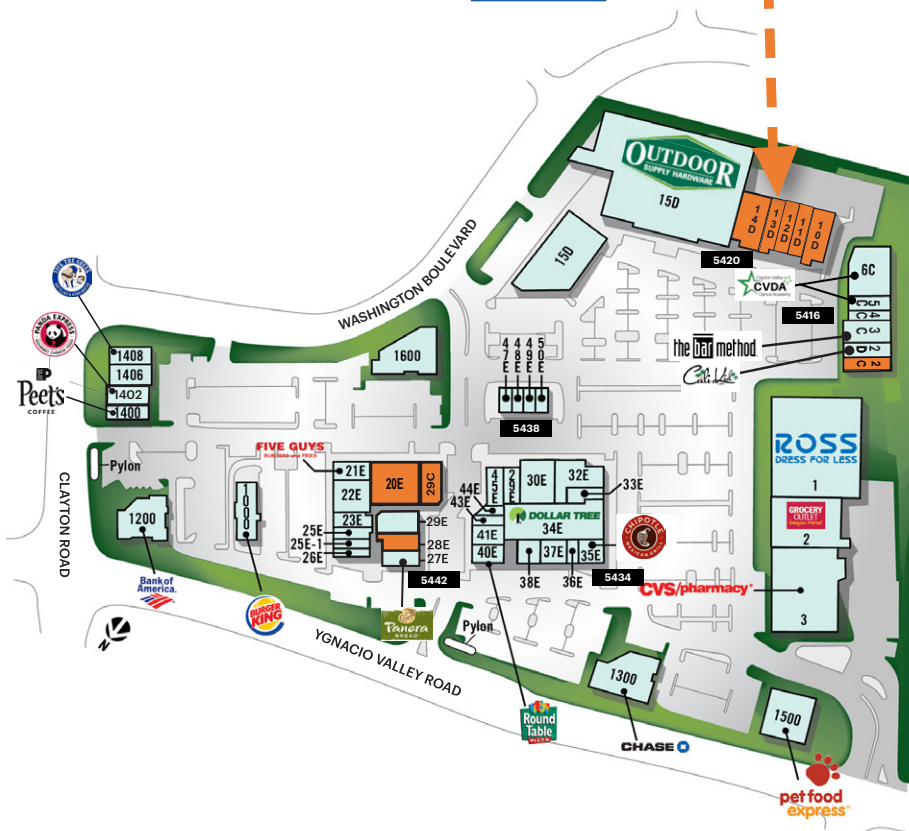 OUTDOOR
SUPPLY HARDWARE
15D
14D
13D
12D
11D
10D
15D
5420
6C
CVDA
Dance Academy
5C
4C
5416
3C
the bar method
2D
2C
WASHINGTON BOULEVARD
PANDA EXPRESS
1408
1406
1402
1400
Peet's
COFFEE
1600
47E
48E
49E
50E
5438
ROSS
DRESS FOR LESS
1
GROCERY
OUTLET
2
CVS/pharmacy
3
FIVE GUYS
BURGERS and FRIES
Pylon
CLAYTON ROAD
1200
Bank of
America.
1000
BURGER
KING
21E
22E
23E
25E
25E-1
26E
20E
29C
29E
28E
27E
5442
Panera
BREAD
45E
44E
43E
41E
40E
30E
32E
33E
DOLLAR TREE
34E
37E
35E
38E
36E
5434
CHIPOTLE
MEXICAN GRILL
N
YGNACIO VALLEY ROAD
Pylon
Round
Table
PIZZA
1300
CHASE
1500
pet food
express